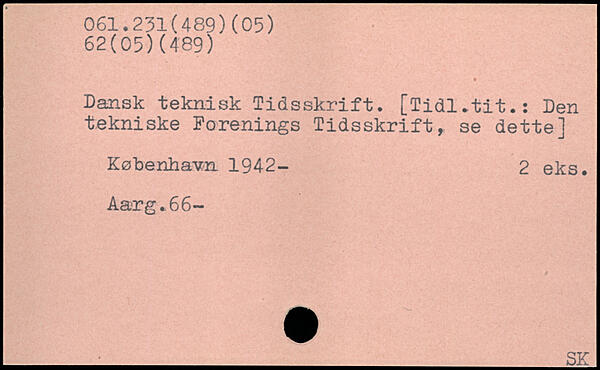 061.231(489)(05)
62(05)(489)
Dansk teknisk Tidsskrift. [Tidl.tit.: Den
tekniske Forenings Tidsskrift, se dette]
København 1942- 2 eks.
Aarg.66-
SK